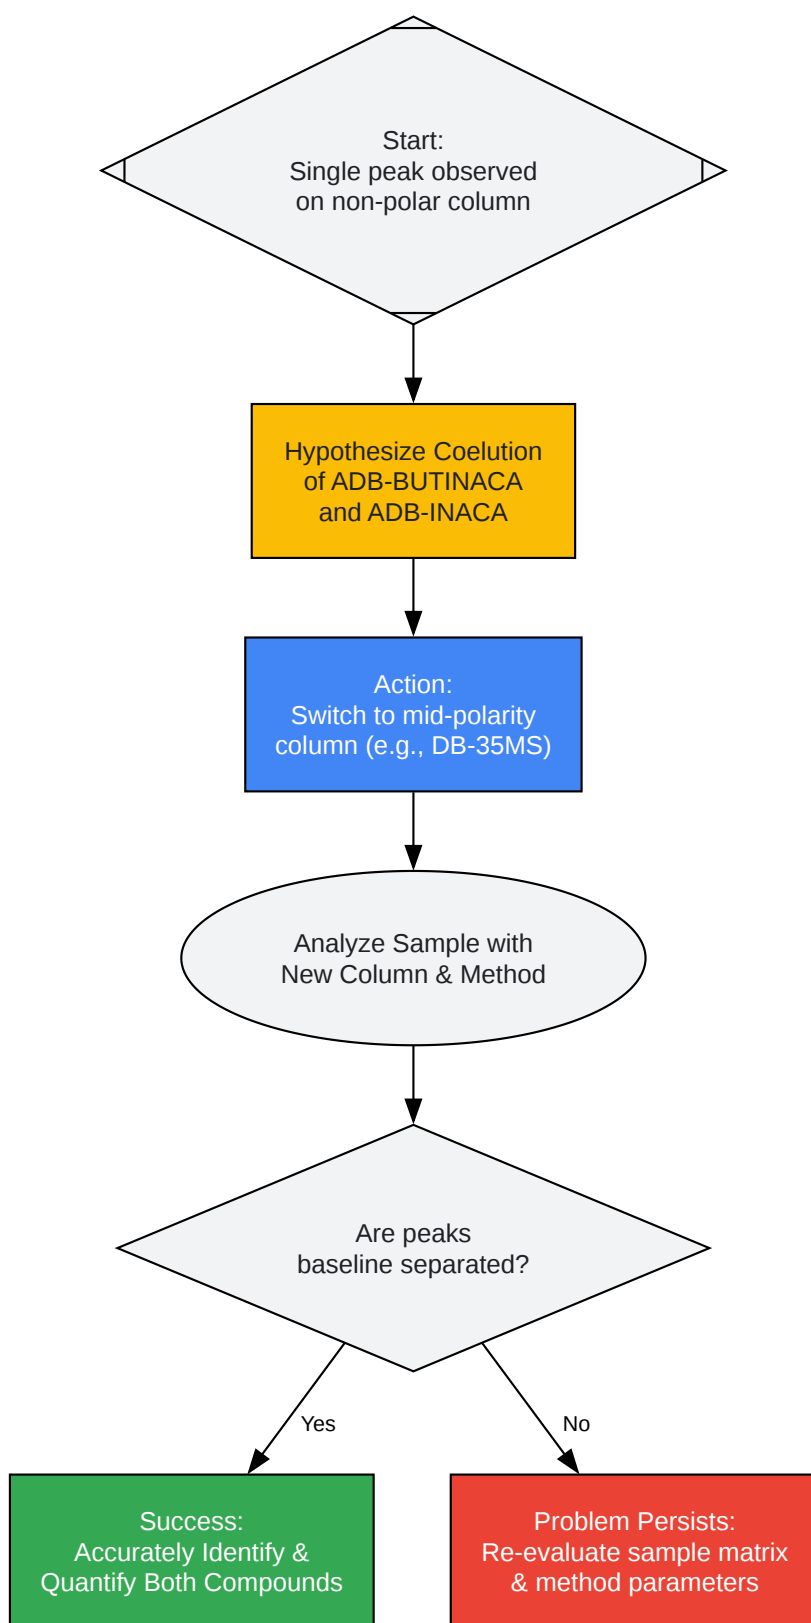 Start:
Single peak observed
on non-polar column
Hypothesize Coelution
of ADB-BUTINACA
and ADB-INACA
Action:
Switch to mid-polarity
column (e.g., DB-35MS)
Analyze Sample with
New Column & Method
Are peaks
baseline separated?
Yes
No
Success:
Accurately Identify &
Quantify Both Compounds
Problem Persists:
Re-evaluate sample matrix
& method parameters